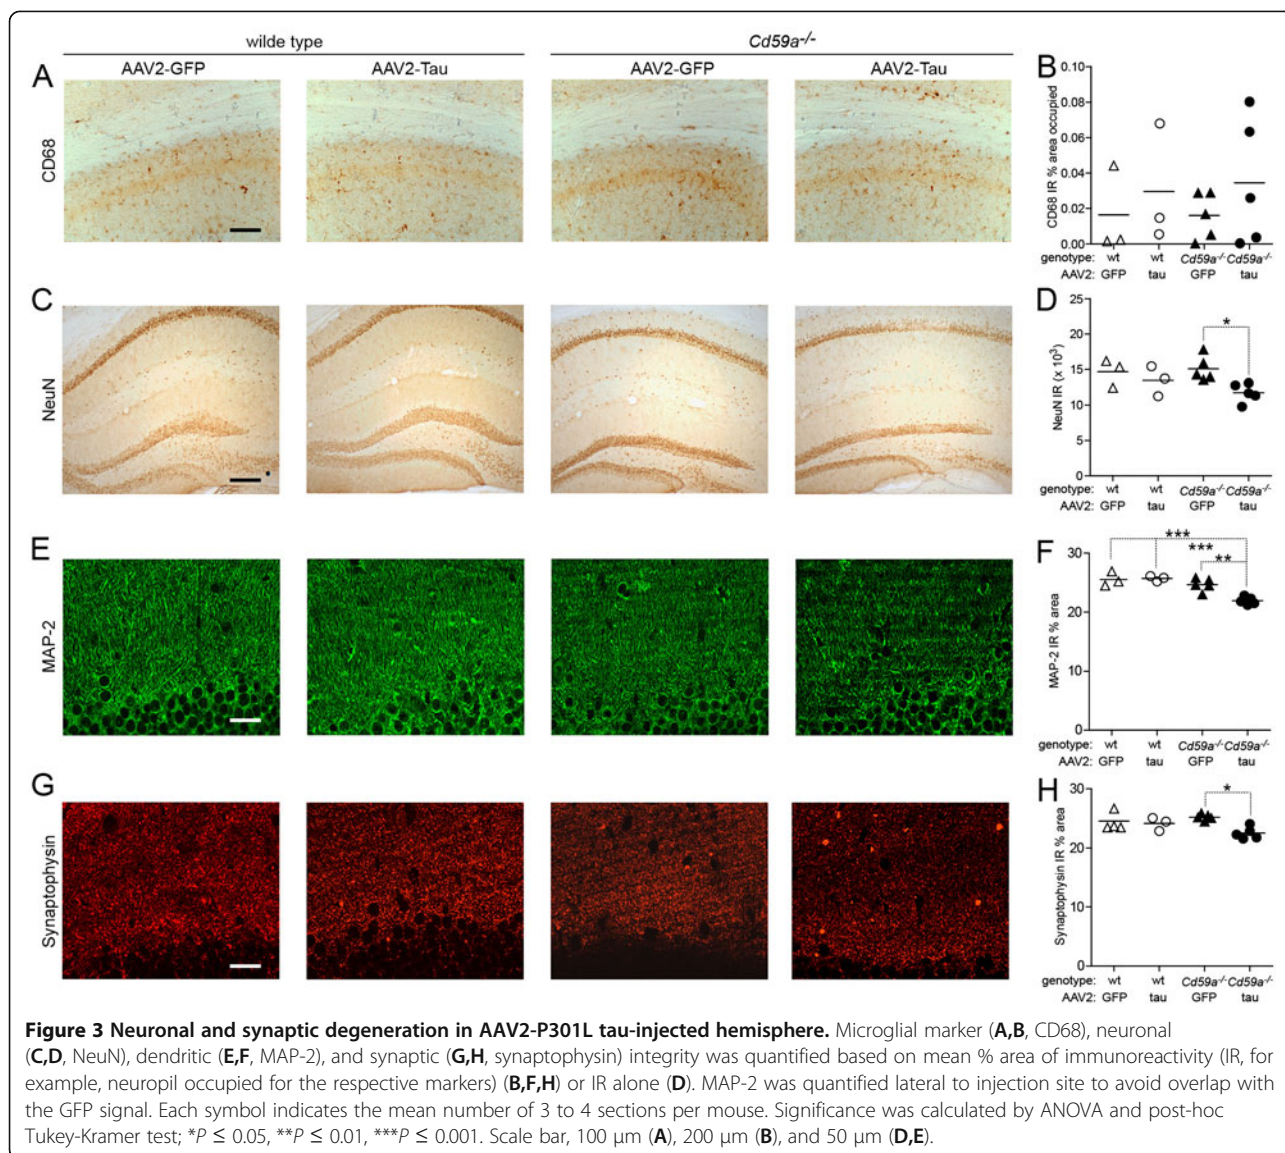 wilde type
Cd59a-/-
AAV2-GFP
AAV2-Tau
AAV2-GFP
AAV2-Tau
A
CD68
B
CD68 IR % area occupied
0.10
0.08
0.06
0.04
0.02
0.00
genotype: wt wt Cd59a-/- Cd59a-/-
AAV2: GFP tau GFP tau
C
NeuN
D
NeuN IR (x 10³)
25
20
15
10
5
0
*
genotype: wt wt Cd59a-/- Cd59a-/-
AAV2: GFP tau GFP tau
E
MAP-2
F
MAP-2 IR % area
30
20
10
0
***
***
**
genotype: wt wt Cd59a-/- Cd59a-/-
AAV2: GFP tau GFP tau
G
Synaptophysin
H
Synaptophysin IR % area
30
20
10
0
*
genotype: wt wt Cd59a-/- Cd59a-/-
AAV2: GFP tau GFP tau
Figure 3 Neuronal and synaptic degeneration in AAV2-P301L tau-injected hemisphere. Microglial marker (A,B, CD68), neuronal
(C,D, NeuN), dendritic (E,F, MAP-2), and synaptic (G,H, synaptophysin) integrity was quantified based on mean % area of immunoreactivity (IR, for
example, neuropil occupied for the respective markers) (B,F,H) or IR alone (D). MAP-2 was quantified lateral to injection site to avoid overlap with
the GFP signal. Each symbol indicates the mean number of 3 to 4 sections per mouse. Significance was calculated by ANOVA and post-hoc
Tukey-Kramer test; *P ≤ 0.05, **P ≤ 0.01, ***P ≤ 0.001. Scale bar, 100 μm (A), 200 μm (B), and 50 μm (D,E).